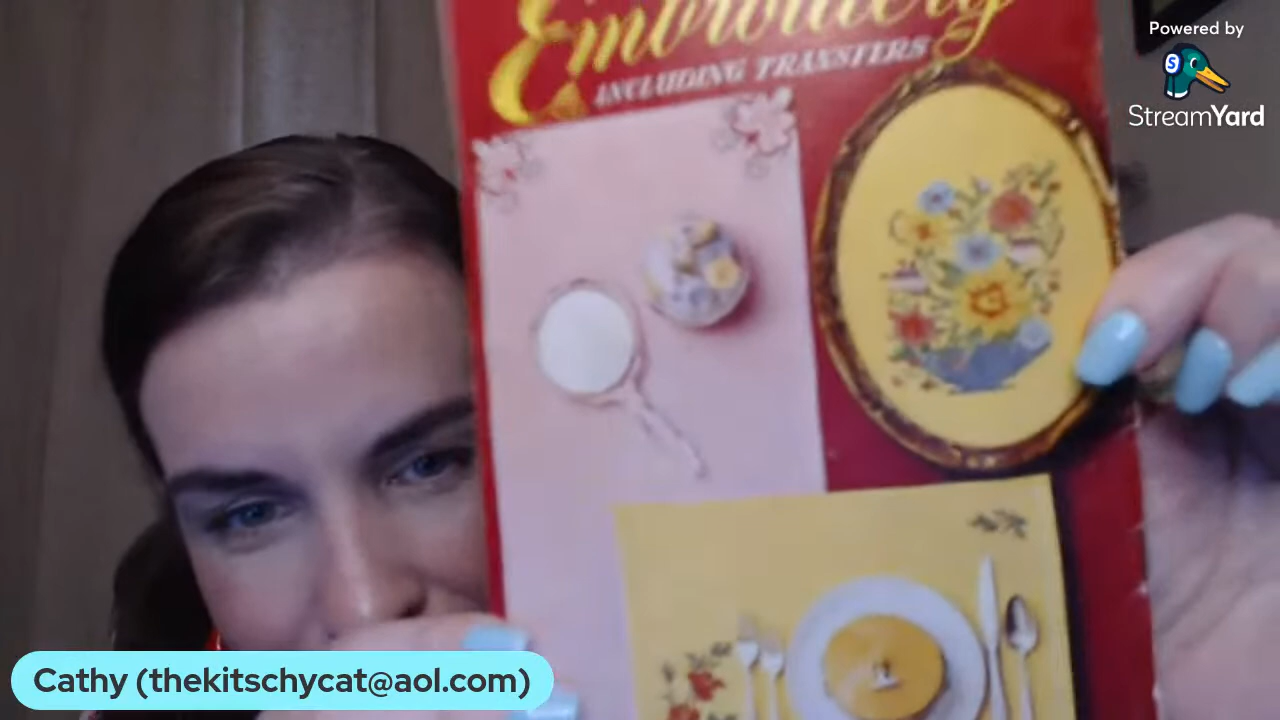 Embroidery
INCLUDING TRANSFERS
Powered by
S
StreamYard
Cathy (thekitschycat@aol.com)